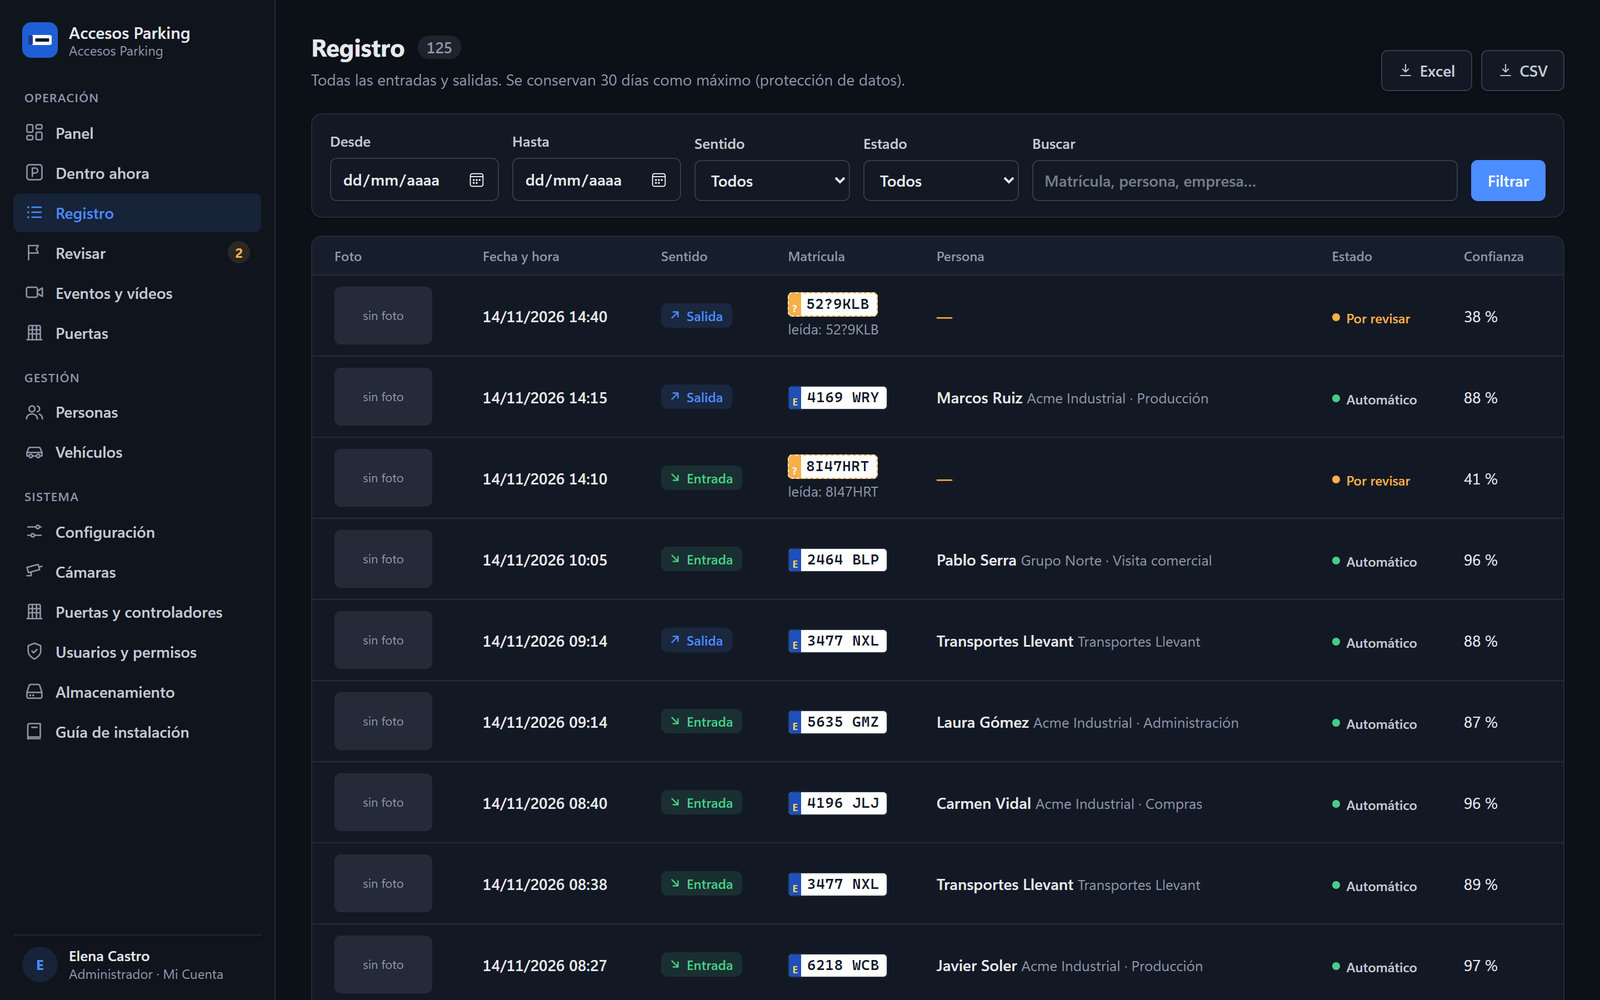 Accesos Parking
Accesos Parking
OPERACIÓN
Panel
Dentro ahora
Registro
Revisar 2
Eventos y vídeos
Puertas
GESTIÓN
Personas
Vehículos
SISTEMA
Configuración
Cámaras
Puertas y controladores
Usuarios y permisos
Almacenamiento
Guía de instalación
E
Elena Castro
Administrador · Mi Cuenta
Registro 125
Todas las entradas y salidas. Se conservan 30 días como máximo (protección de datos).
Excel CSV
Desde Hasta Sentido Estado Buscar
dd/mm/aaaa dd/mm/aaaa Todos Todos Matrícula, persona, empresa... Filtrar
Foto Fecha y hora Sentido Matrícula Persona Estado Confianza
sin foto 14/11/2026 14:40 Salida ? 52?9KLB — Por revisar 38 %
leída: 52?9KLB
sin foto 14/11/2026 14:15 Salida E 4169 WRY Marcos Ruiz Acme Industrial · Producción Automático 88 %
sin foto 14/11/2026 14:10 Entrada ? 8I47HRT — Por revisar 41 %
leída: 8I47HRT
sin foto 14/11/2026 10:05 Entrada E 2464 BLP Pablo Serra Grupo Norte · Visita comercial Automático 96 %
sin foto 14/11/2026 09:14 Salida E 3477 NXL Transportes Llevant Transportes Llevant Automático 88 %
sin foto 14/11/2026 09:14 Entrada E 5635 GMZ Laura Gómez Acme Industrial · Administración Automático 87 %
sin foto 14/11/2026 08:40 Entrada E 4196 JLJ Carmen Vidal Acme Industrial · Compras Automático 96 %
sin foto 14/11/2026 08:38 Entrada E 3477 NXL Transportes Llevant Transportes Llevant Automático 89 %
sin foto 14/11/2026 08:27 Entrada E 6218 WCB Javier Soler Acme Industrial · Producción Automático 97 %